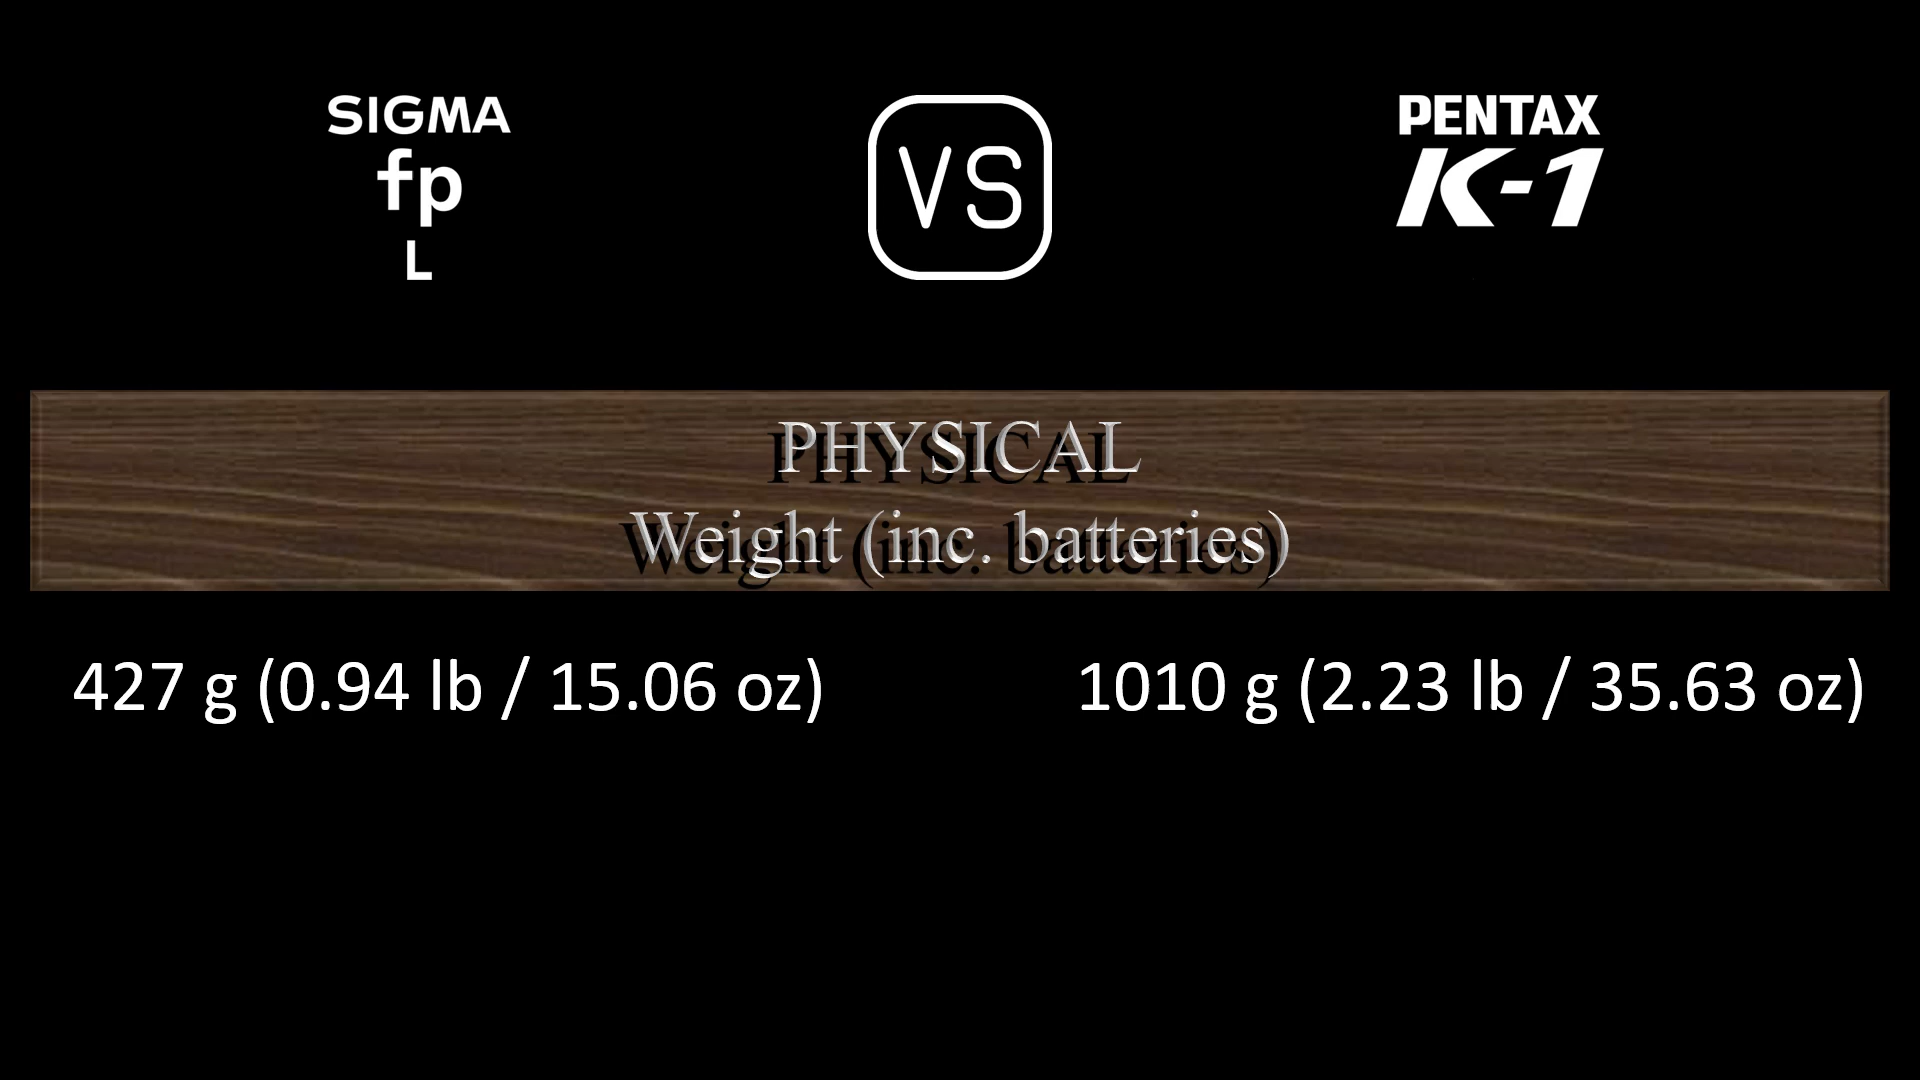 SIGMA
fp
L
VS
PENTAX
K-1
PHYSICAL
Weight (inc. batteries)
427 g (0.94 lb / 15.06 oz)
1010 g (2.23 lb / 35.63 oz)